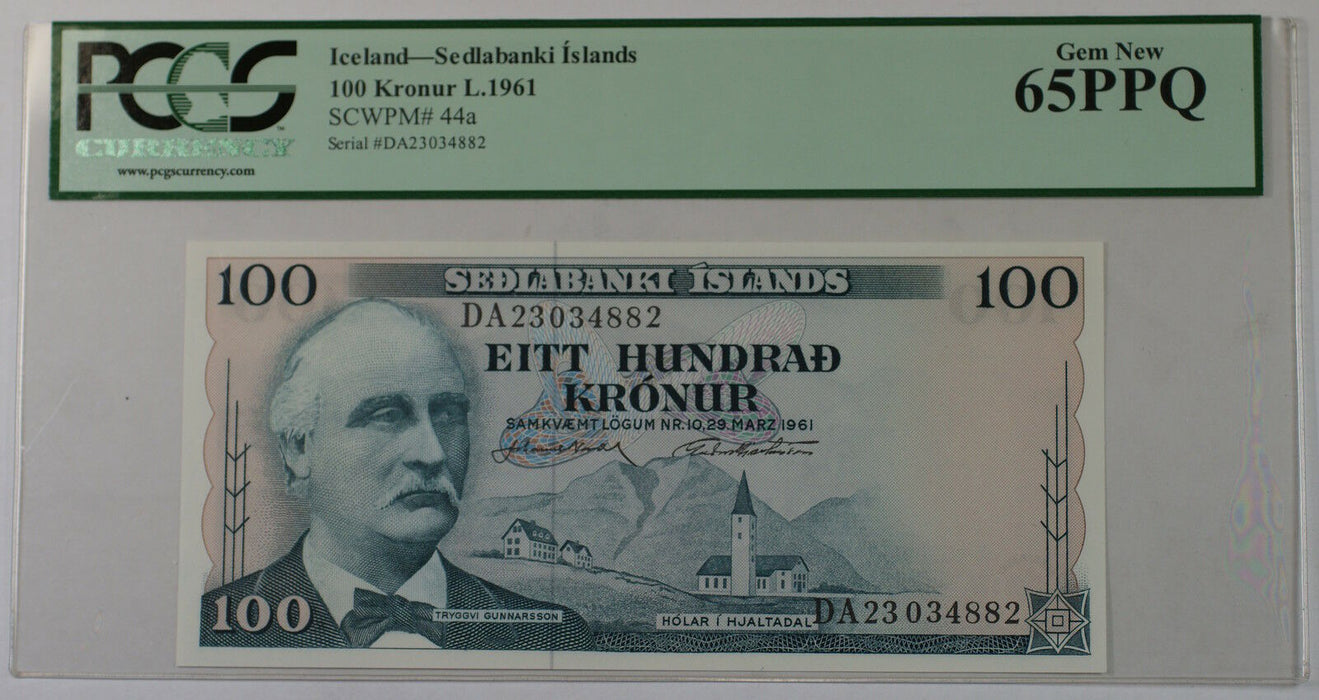 PCGS
CURRENCY
www.pcgscurrency.com
Iceland—Sedlabanki Íslands
100 Kronur L.1961
SCWPM# 44a
Serial #DA23034882
Gem New
65PPQ
100
SEÐLABANKI ÍSLANDS
100
DA23034882
EITT HUNDRAÐ
KRÓNUR
SAMKVÆMT LÖGUM NR.10,29.MARZ 1961
100
TRYGGVI GUNNARSSON
HÓLAR Í HJALTADAL
DA23034882